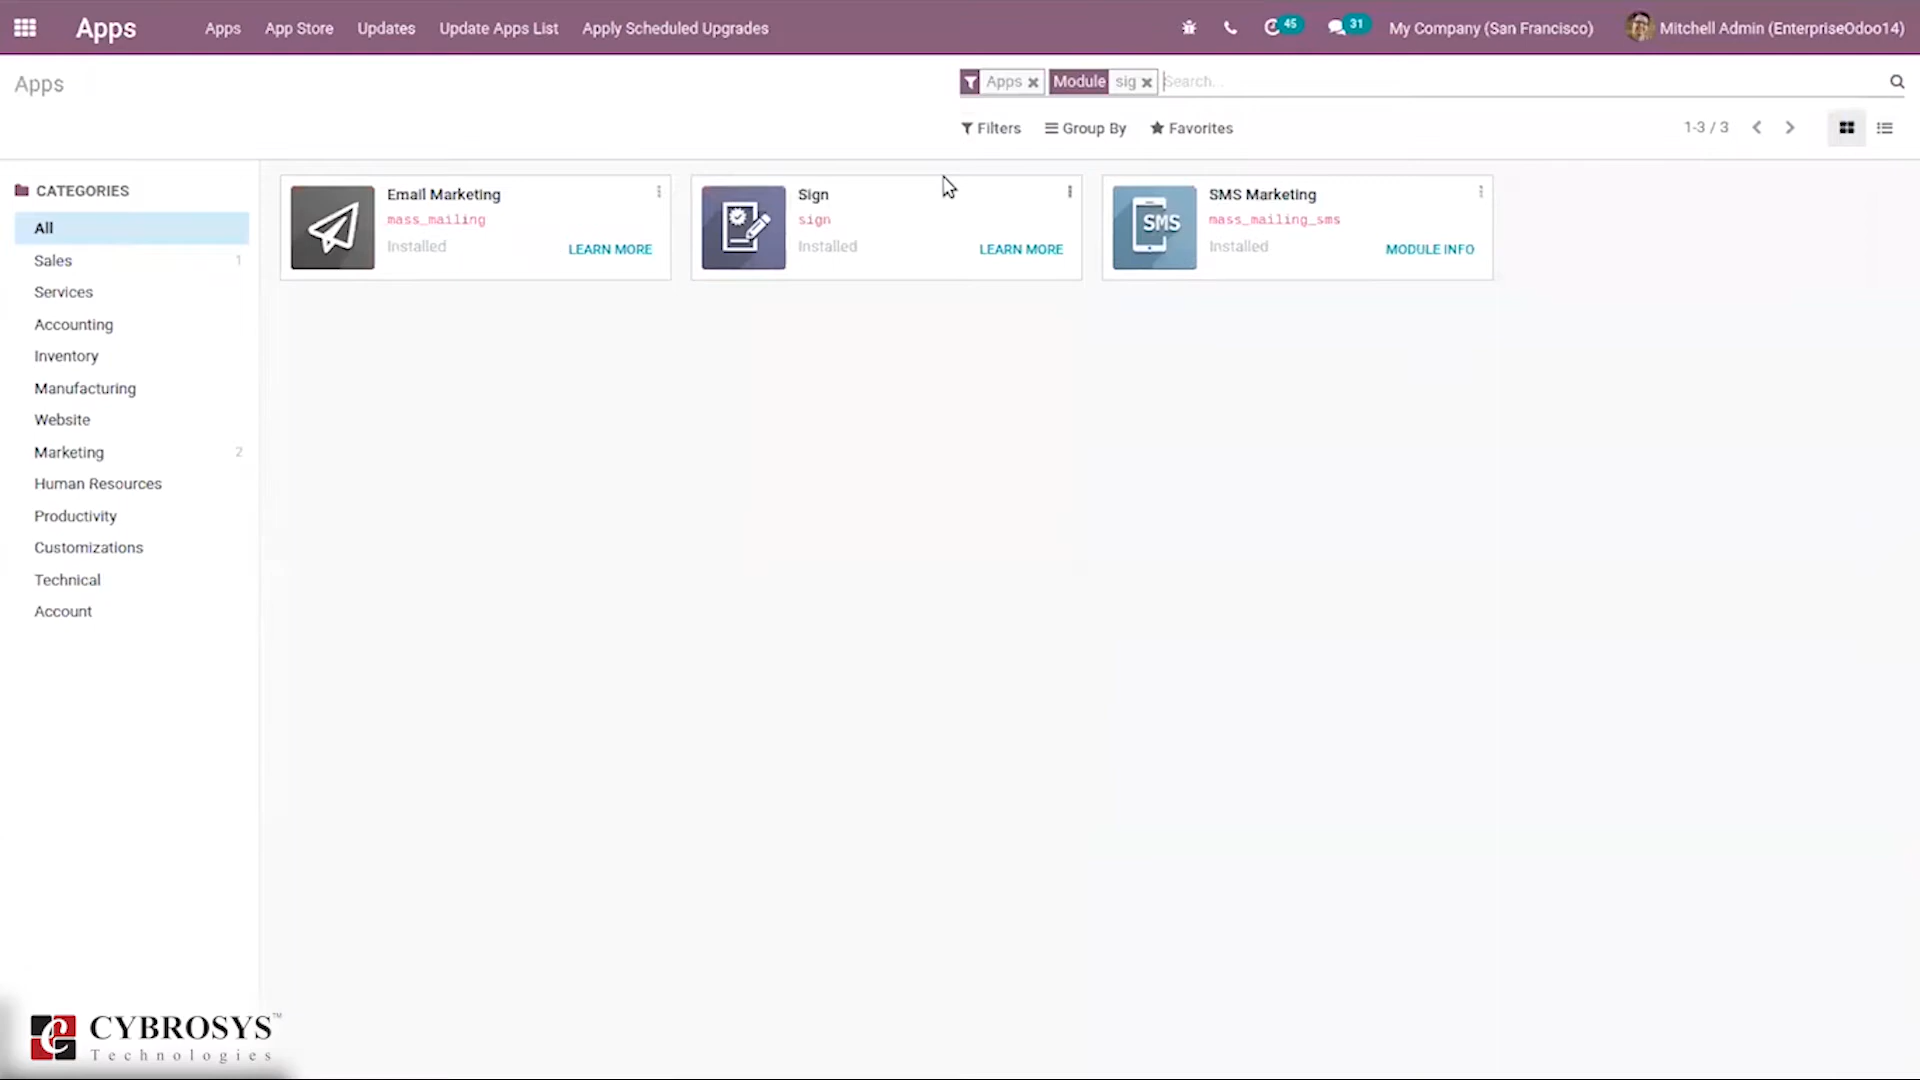 Apps Apps App Store Updates Update Apps List Apply Scheduled Upgrades 45 31 My Company (San Francisco) Mitchell Admin (EnterpriseOdoo14)
Apps Apps Module sig Search...
Filters Group By Favorites 1-3 / 3
CATEGORIES
All
Sales 1
Services
Accounting
Inventory
Manufacturing
Website
Marketing 2
Human Resources
Productivity
Customizations
Technical
Account
Email Marketing
mass_mailing
Installed LEARN MORE
Sign
sign
Installed LEARN MORE
SMS
SMS Marketing
mass_mailing_sms
Installed MODULE INFO
CYBROSYS™
Technologies